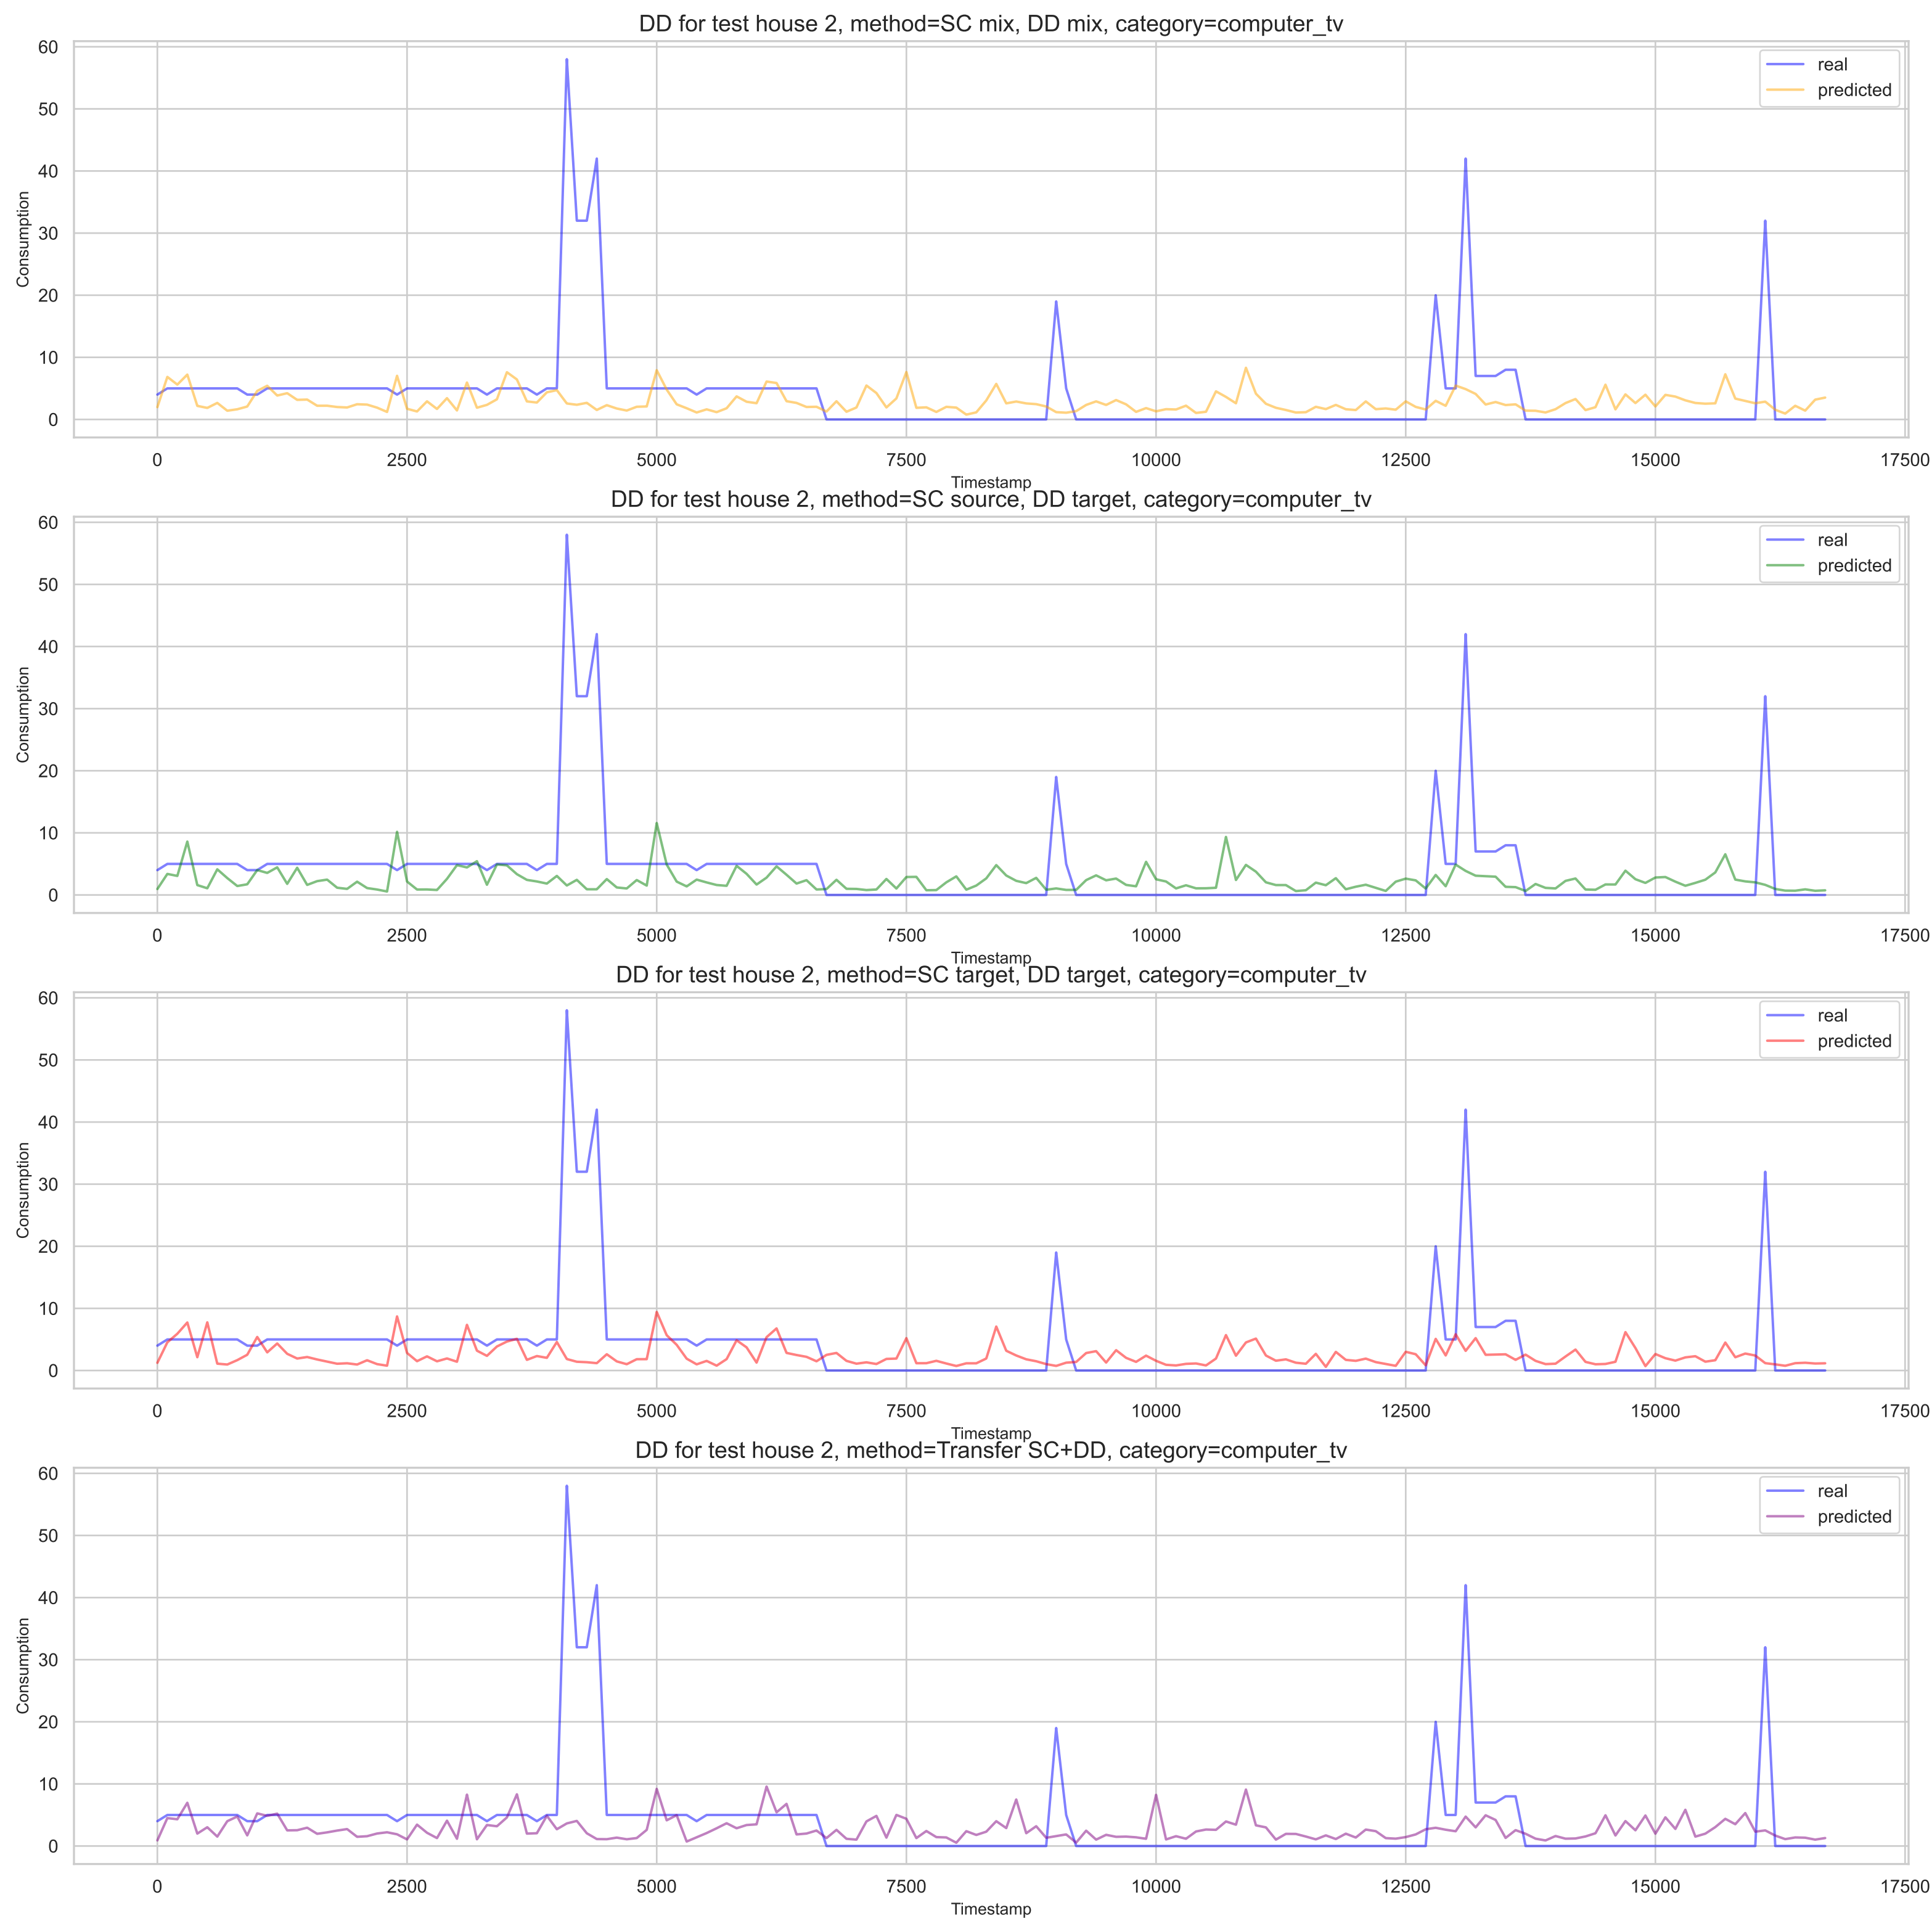 DD for test house 2, method=SC mix, DD mix, category=computer_tv
60
50
40
30
20
10
0
Consumption
real
predicted
0 2500 5000 7500 10000 12500 15000 17500
Timestamp
DD for test house 2, method=SC source, DD target, category=computer_tv
60
50
40
30
20
10
0
Consumption
real
predicted
0 2500 5000 7500 10000 12500 15000 17500
Timestamp
DD for test house 2, method=SC target, DD target, category=computer_tv
60
50
40
30
20
10
0
Consumption
real
predicted
0 2500 5000 7500 10000 12500 15000 17500
Timestamp
DD for test house 2, method=Transfer SC+DD, category=computer_tv
60
50
40
30
20
10
0
Consumption
real
predicted
0 2500 5000 7500 10000 12500 15000 17500
Timestamp